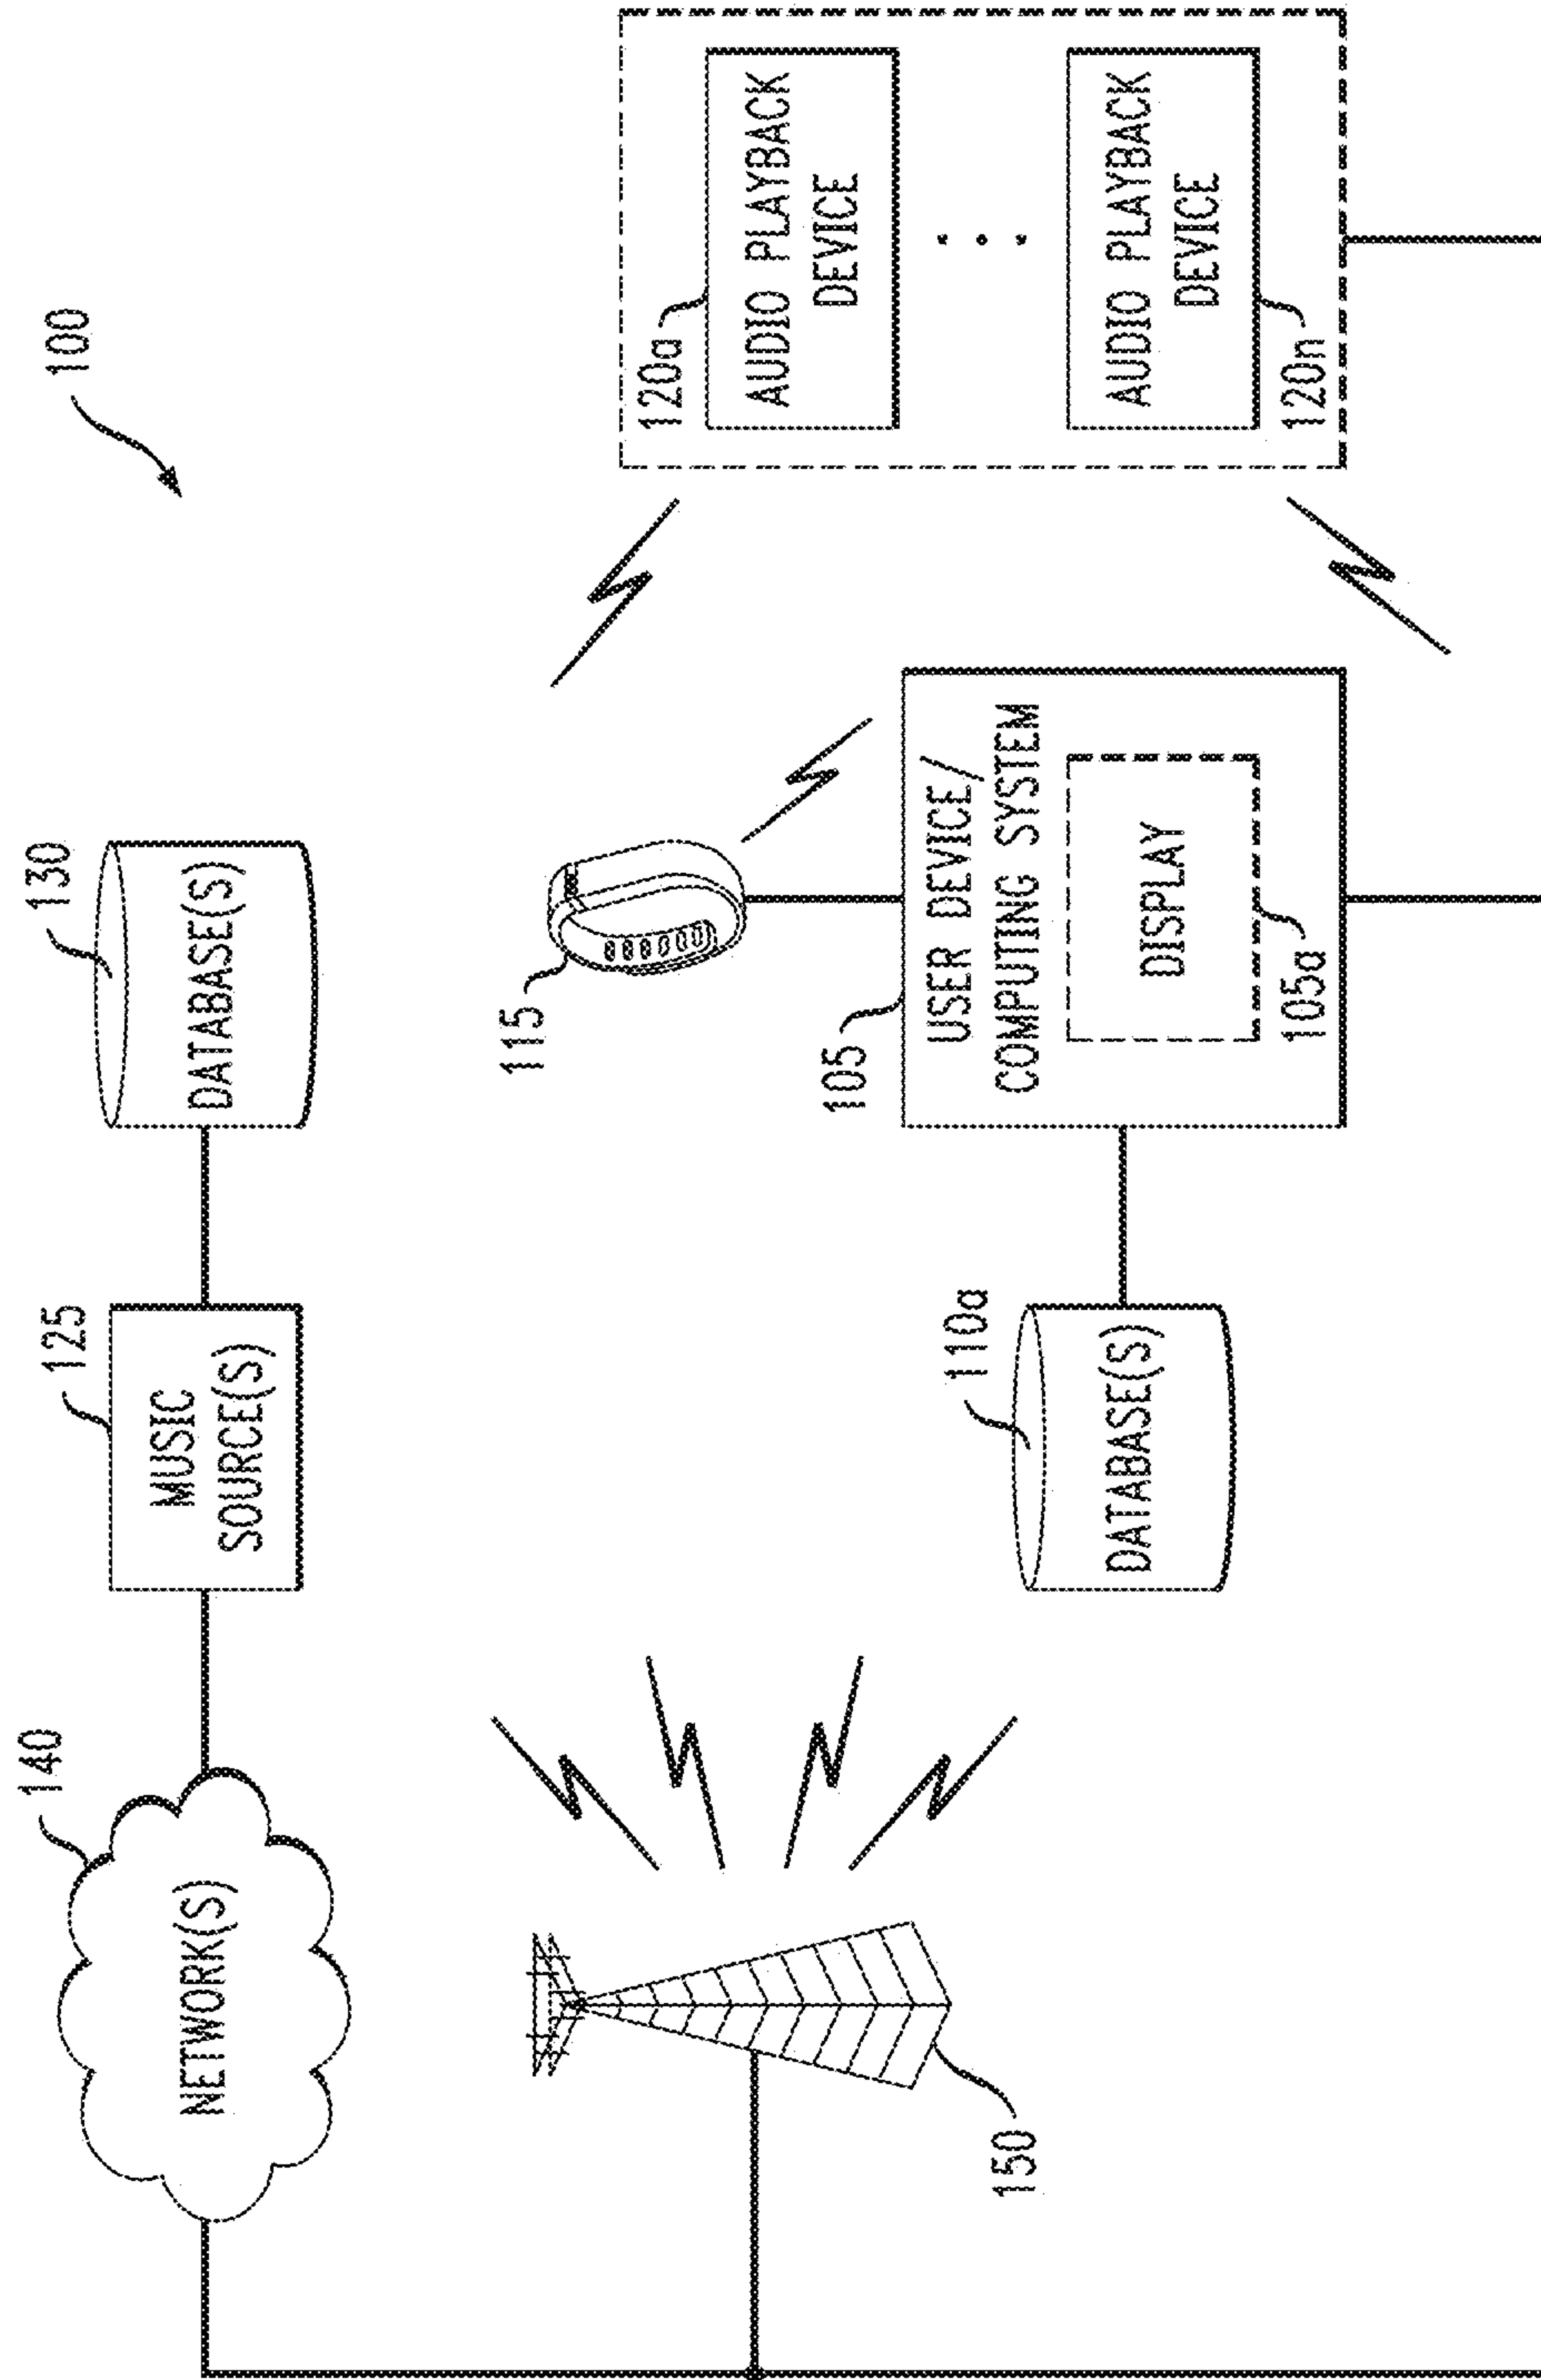 100
140
NETWORK(S)
125
MUSIC
SOURCE(S)
130
DATABASE(S)
150
115
110a
DATABASE(S)
105
USER DEVICE/
COMPUTING SYSTEM
DISPLAY
105a
120a
AUDIO PLAYBACK
DEVICE
. . .
AUDIO PLAYBACK
DEVICE
120n